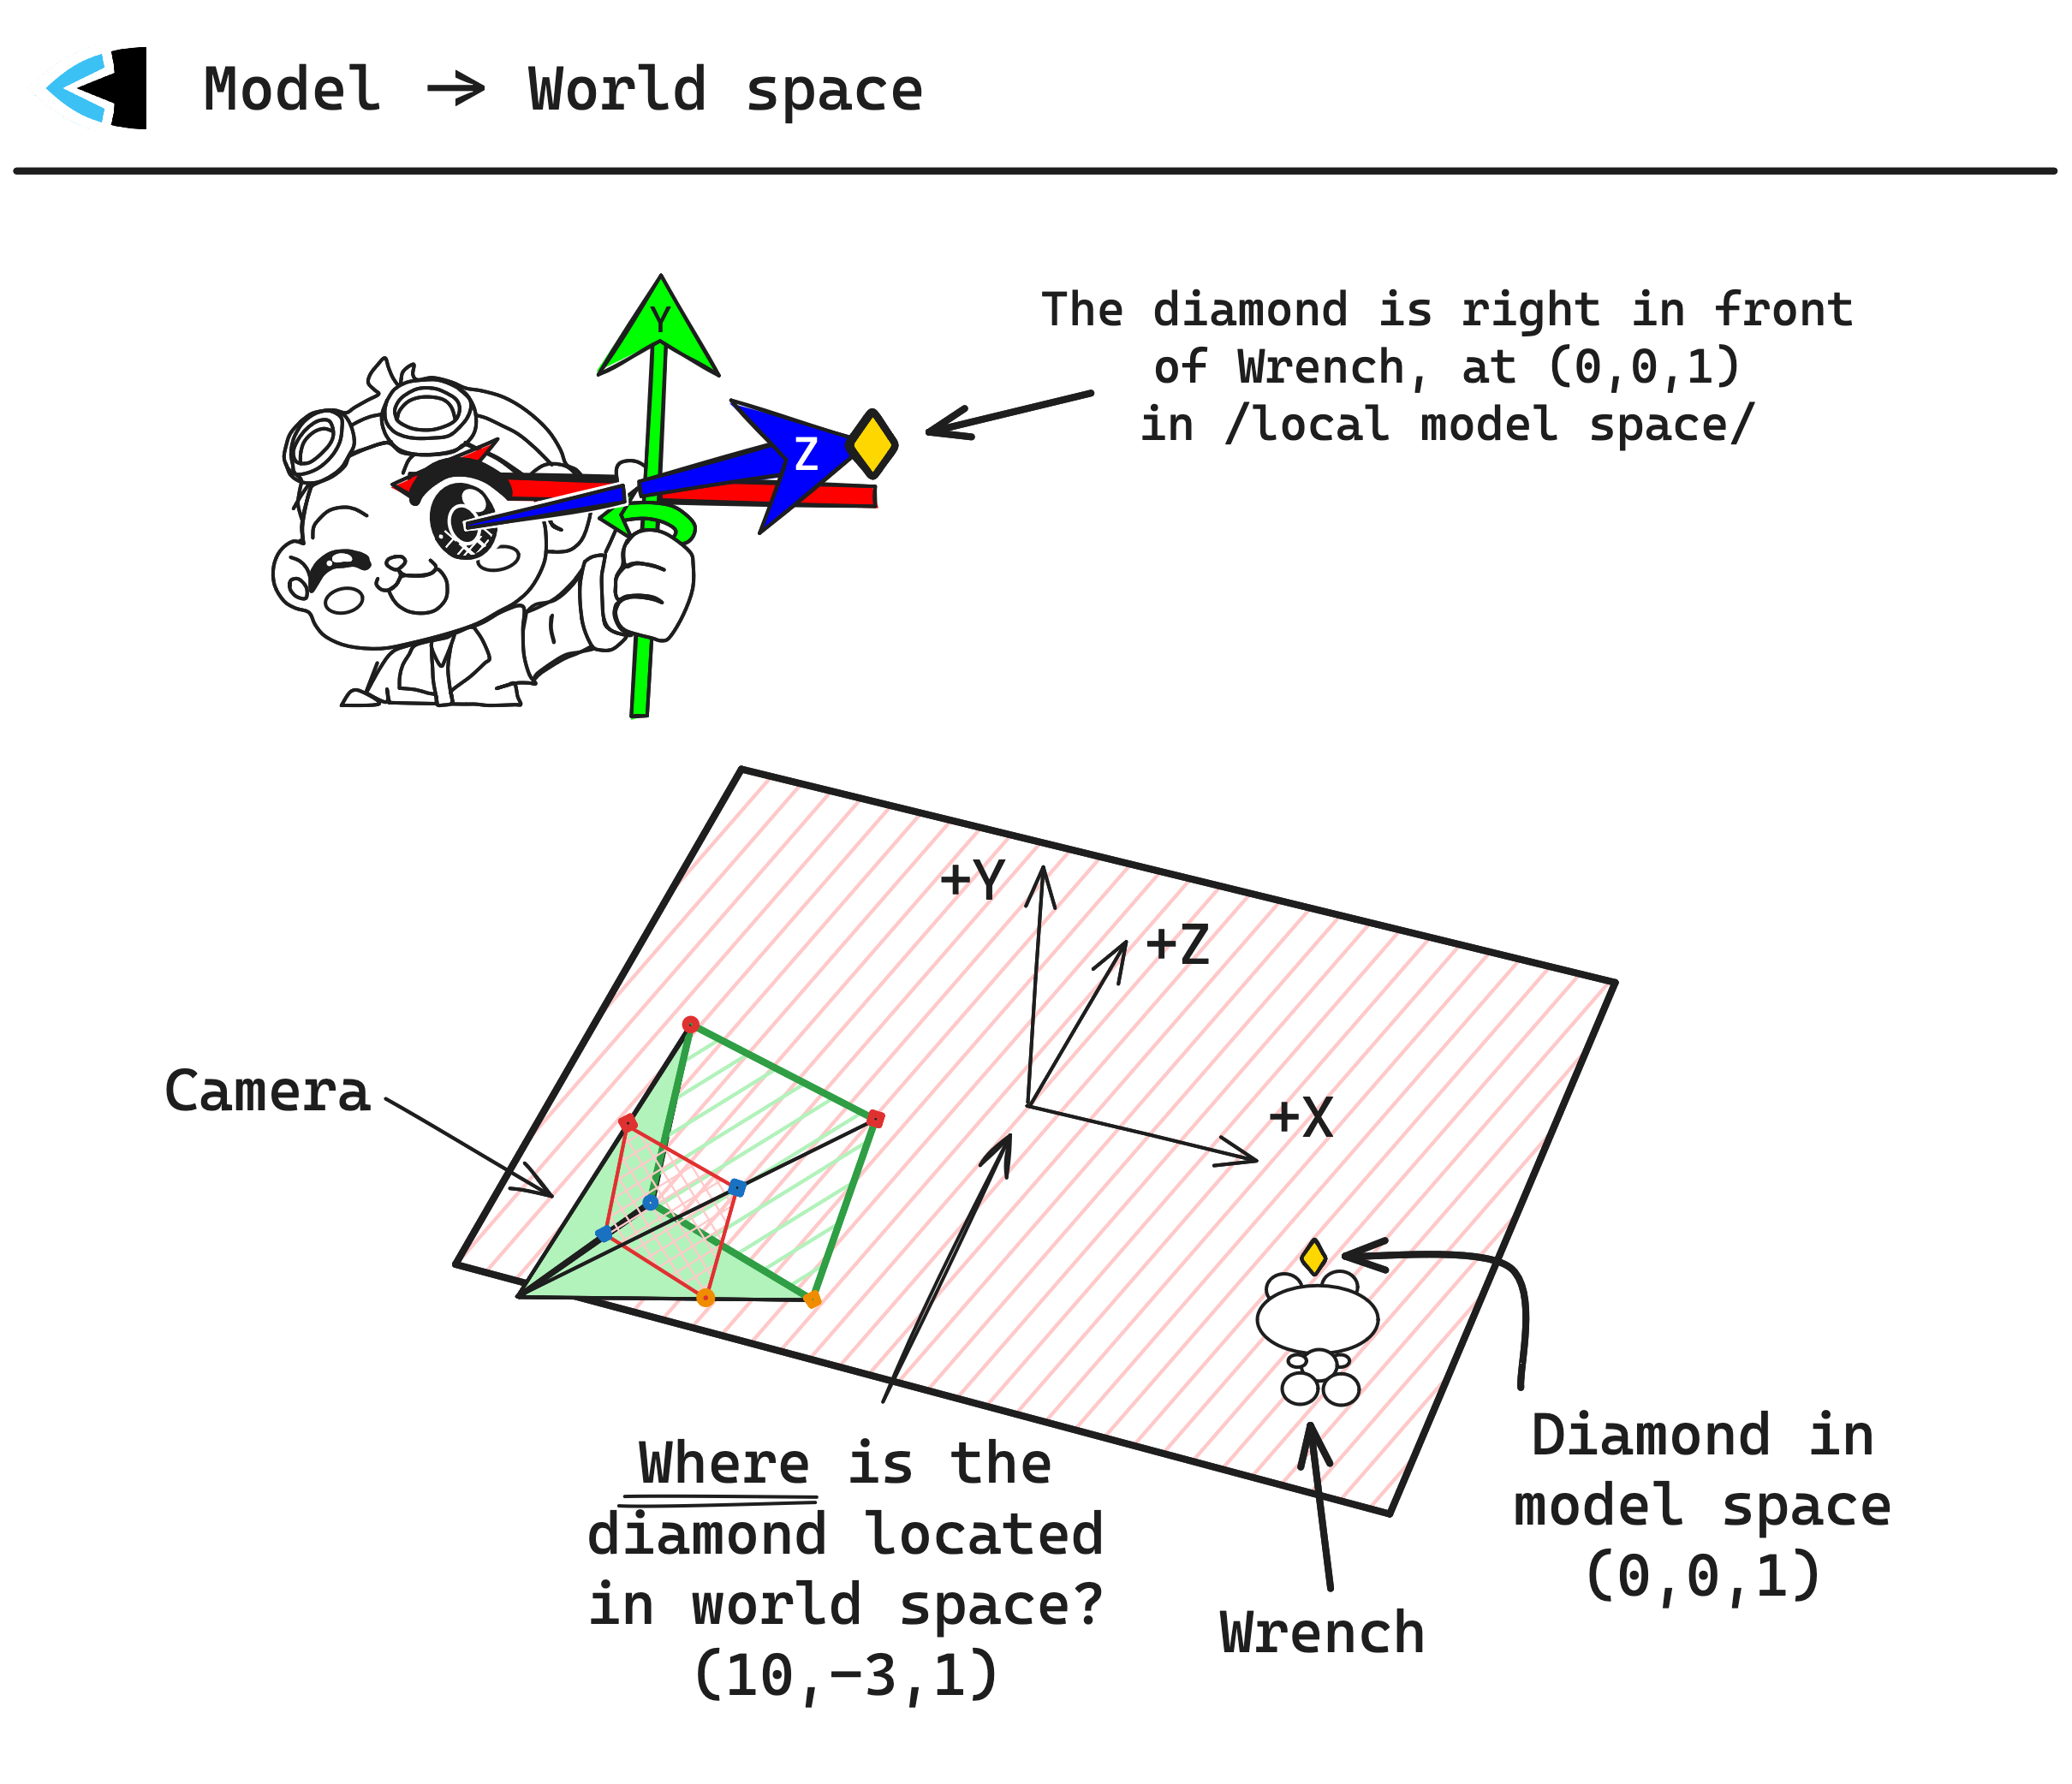 Model → World space
The diamond is right in front
of Wrench, at (0,0,1)
in /local model space/
Y
Z
+Y
+Z
+X
Camera
Where is the
diamond located
in world space?
(10,−3,1)
Wrench
Diamond in
model space
(0,0,1)